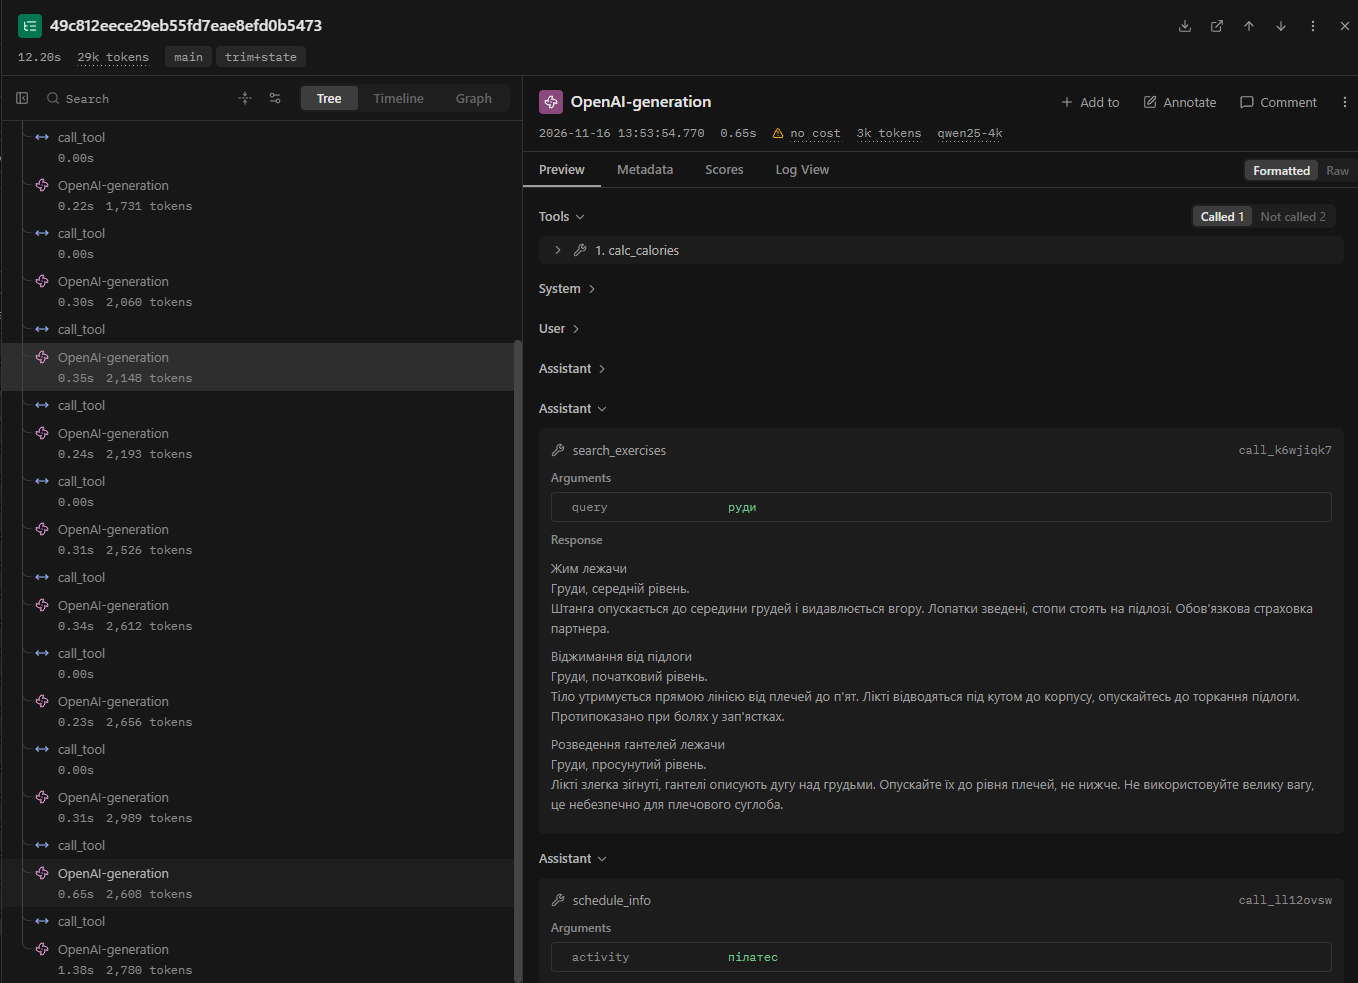 49c812eece29eb55fd7eae8efd0b5473
12.20s 29k tokens main trim+state
Search
Tree Timeline Graph
call_tool
0.00s
OpenAI-generation
0.22s 1,731 tokens
call_tool
0.00s
OpenAI-generation
0.30s 2,060 tokens
call_tool
OpenAI-generation
0.35s 2,148 tokens
call_tool
OpenAI-generation
0.24s 2,193 tokens
call_tool
0.00s
OpenAI-generation
0.31s 2,526 tokens
call_tool
OpenAI-generation
0.34s 2,612 tokens
call_tool
0.00s
OpenAI-generation
0.23s 2,656 tokens
call_tool
0.00s
OpenAI-generation
0.31s 2,989 tokens
call_tool
OpenAI-generation
0.65s 2,608 tokens
call_tool
OpenAI-generation
1.38s 2,780 tokens
OpenAI-generation
Add to Annotate Comment
2026-11-16 13:53:54.770 0.65s no cost 3k tokens qwen25-4k
Preview Metadata Scores Log View
Formatted Raw
Tools
Called 1 Not called 2
1. calc_calories
System
User
Assistant
Assistant
search_exercises call_k6wjiqk7
Arguments
query руди
Response
Жим лежачи
Груди, середній рівень.
Штанга опускається до середини грудей і видавлюється вгору. Лопатки зведені, стопи стоять на підлозі. Обов'язкова страховка
партнера.
Віджимання від підлоги
Груди, початковий рівень.
Тіло утримується прямою лінією від плечей до п'ят. Лікті відводяться під кутом до корпусу, опускайтесь до торкання підлоги.
Протипоказано при болях у зап'ястках.
Розведення гантелей лежачи
Груди, просунутий рівень.
Лікті злегка зігнуті, гантелі описують дугу над грудьми. Опускайте їх до рівня плечей, не нижче. Не використовуйте велику вагу,
це небезпечно для плечового суглоба.
Assistant
schedule_info call_ll12ovsw
Arguments
activity пілатес